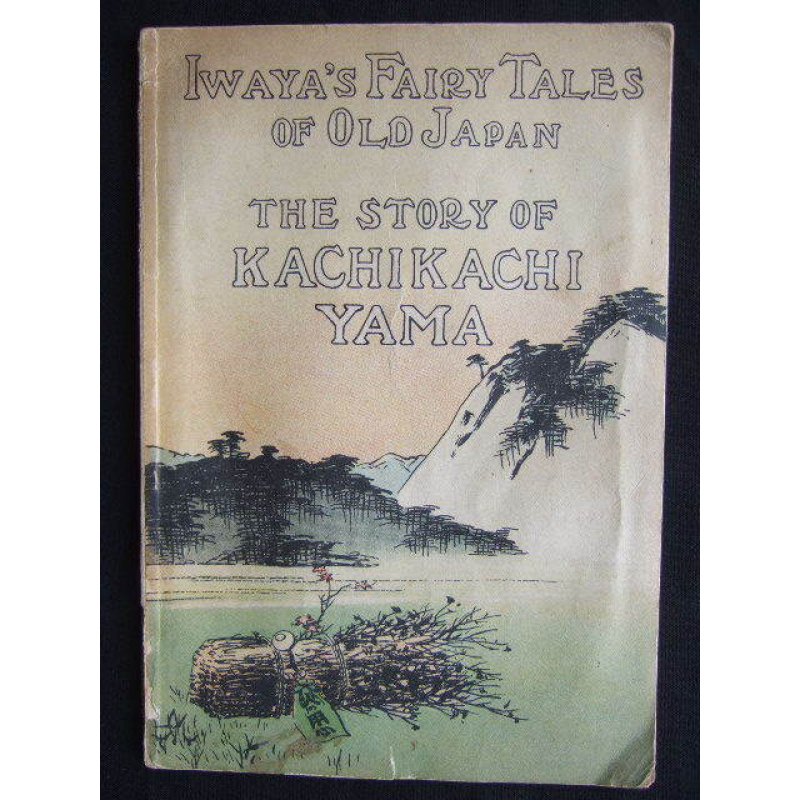 IWAYA'S FAIRY TALES
OF OLD JAPAN
THE STORY OF
KACHIKACHI
YAMA